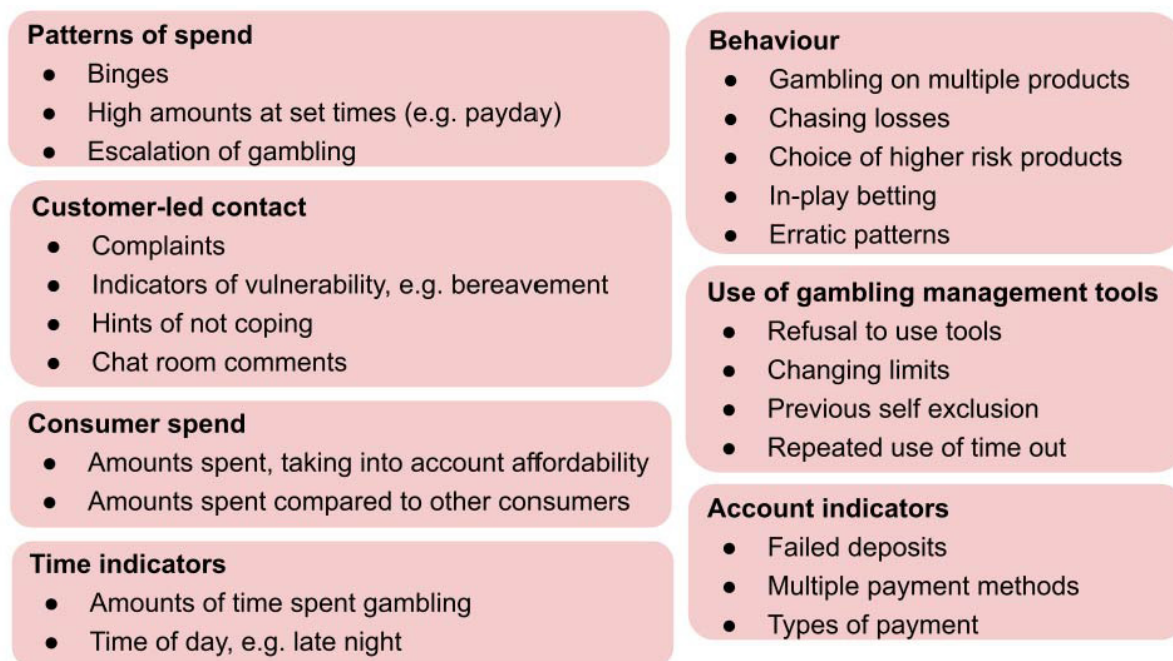 Patterns of spend
● Binges
● High amounts at set times (e.g. payday)
● Escalation of gambling
Customer-led contact
● Complaints
● Indicators of vulnerability, e.g. bereavement
● Hints of not coping
● Chat room comments
Consumer spend
● Amounts spent, taking into account affordability
● Amounts spent compared to other consumers
Time indicators
● Amounts of time spent gambling
● Time of day, e.g. late night
Behaviour
● Gambling on multiple products
● Chasing losses
● Choice of higher risk products
● In-play betting
● Erratic patterns
Use of gambling management tools
● Refusal to use tools
● Changing limits
● Previous self exclusion
● Repeated use of time out
Account indicators
● Failed deposits
● Multiple payment methods
● Types of payment